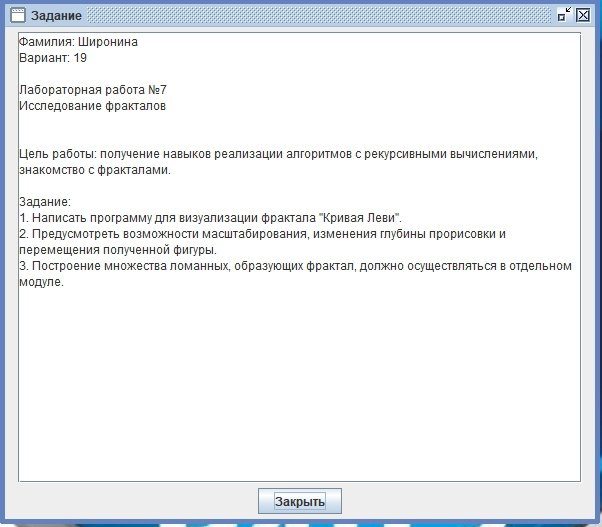 Задание
Фамилия: Широнина
Вариант: 19
Лабораторная работа №7
Исследование фракталов
Цель работы: получение навыков реализации алгоритмов с рекурсивными вычислениями,
знакомство с фракталами.
Задание:
1. Написать программу для визуализации фрактала "Кривая Леви".
2. Предусмотреть возможности масштабирования, изменения глубины прорисовки и
перемещения полученной фигуры.
3. Построение множества ломанных, образующих фрактал, должно осуществляться в отдельном
модуле.
Закрыть